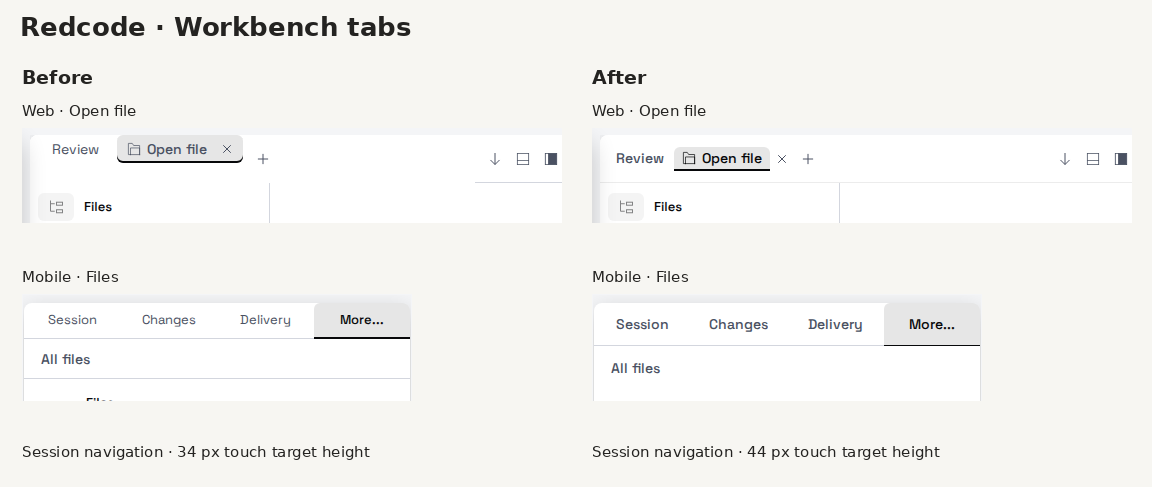 Redcode · Workbench tabs
Before
Web · Open file
Review Open file
Files
Mobile · Files
Session Changes Delivery More...
All files
Files
Session navigation · 34 px touch target height
After
Web · Open file
Review Open file
Files
Mobile · Files
Session Changes Delivery More...
All files
Session navigation · 44 px touch target height